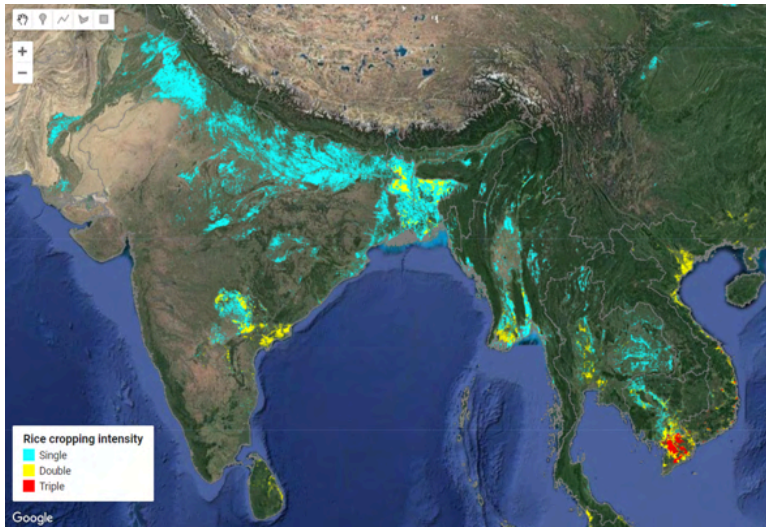 +
−
Rice cropping intensity
Single
Double
Triple
Google